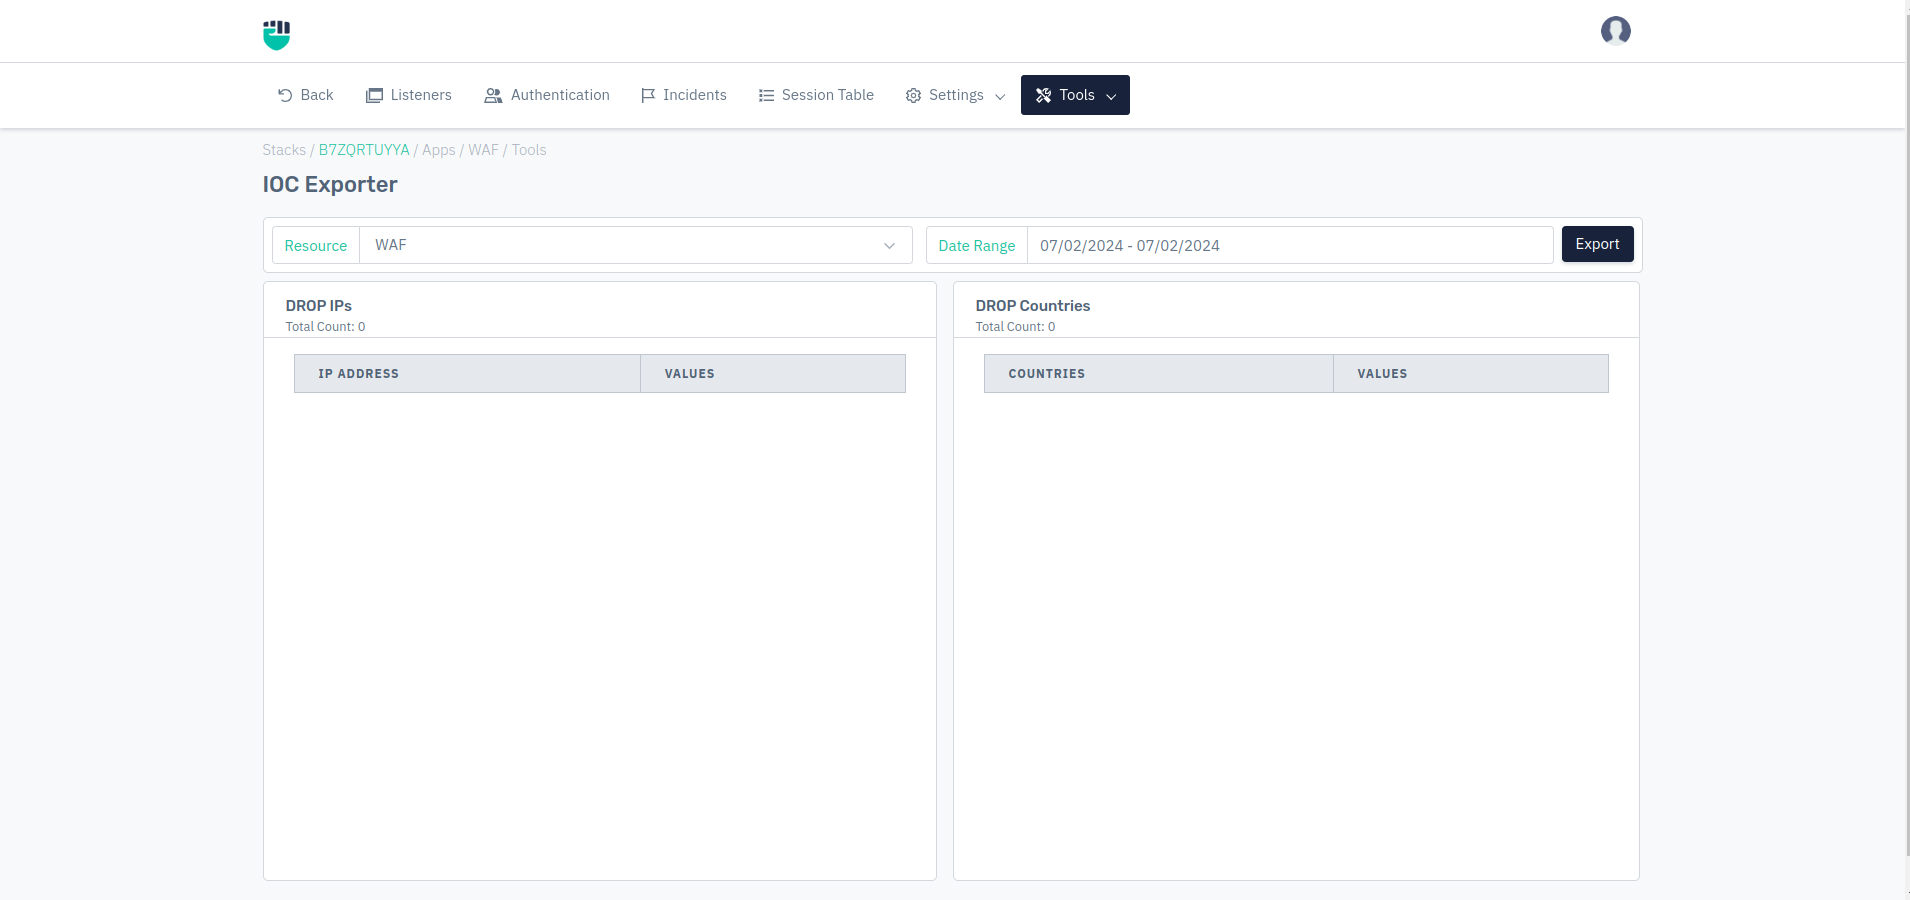 Back Listeners Authentication Incidents Session Table Settings Tools
Stacks / B7ZQRTUYYA / Apps / WAF / Tools
IOC Exporter
Resource WAF Date Range 07/02/2024 - 07/02/2024 Export
DROP IPs
Total Count: 0
IP ADDRESS VALUES
DROP Countries
Total Count: 0
COUNTRIES VALUES